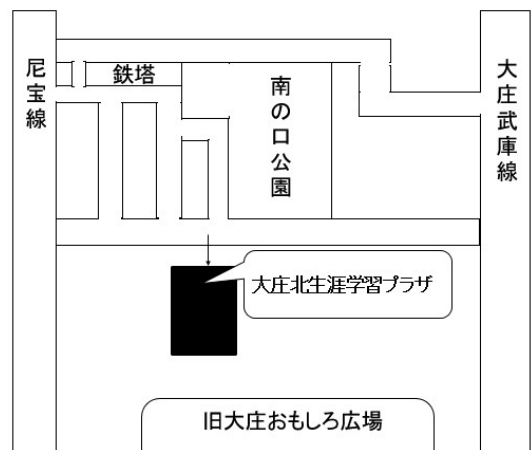 尼宝線
鉄塔
南の口公園
大庄武庫線
大庄北生涯学習プラザ
旧大庄おもしろ広場